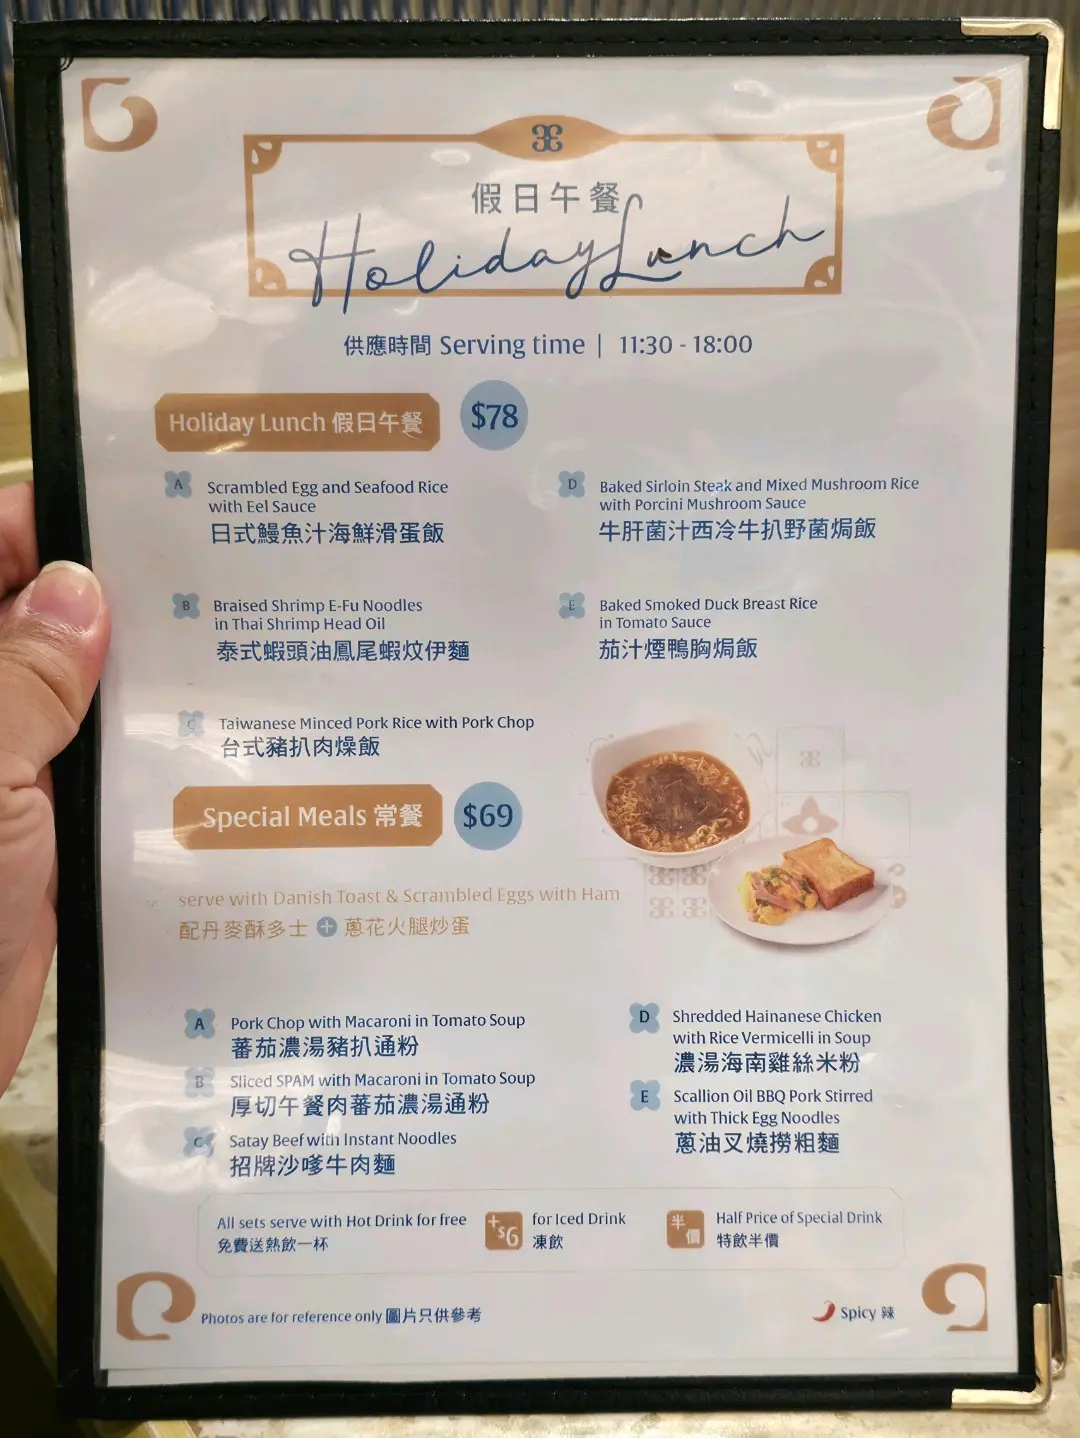 假日午餐
Holiday Lunch
供應時間 Serving time | 11:30 - 18:00
Holiday Lunch 假日午餐
$78
A
Scrambled Egg and Seafood Rice
with Eel Sauce
日式鰻魚汁海鮮滑蛋飯
B
Braised Shrimp E-Fu Noodles
in Thai Shrimp Head Oil
泰式蝦頭油鳳尾蝦炆伊麵
C
Taiwanese Minced Pork Rice with Pork Chop
台式豬扒肉燥飯
D
Baked Sirloin Steak and Mixed Mushroom Rice
with Porcini Mushroom Sauce
牛肝菌汁西冷牛扒野菌焗飯
E
Baked Smoked Duck Breast Rice
in Tomato Sauce
茄汁煙鴨胸焗飯
Special Meals 常餐
$69
serve with Danish Toast & Scrambled Eggs with Ham
配丹麥酥多士 + 蔥花火腿炒蛋
A
Pork Chop with Macaroni in Tomato Soup
蕃茄濃湯豬扒通粉
B
Sliced SPAM with Macaroni in Tomato Soup
厚切午餐肉蕃茄濃湯通粉
C
Satay Beef with Instant Noodles
招牌沙嗲牛肉麵
D
Shredded Hainanese Chicken
with Rice Vermicelli in Soup
濃湯海南雞絲米粉
E
Scallion Oil BBQ Pork Stirred
with Thick Egg Noodles
蔥油叉燒撈粗麵
All sets serve with Hot Drink for free
免費送熱飲一杯
+$6
for Iced Drink
凍飲
半價
Half Price of Special Drink
特飲半價
Photos are for reference only 圖片只供參考
Spicy 辣